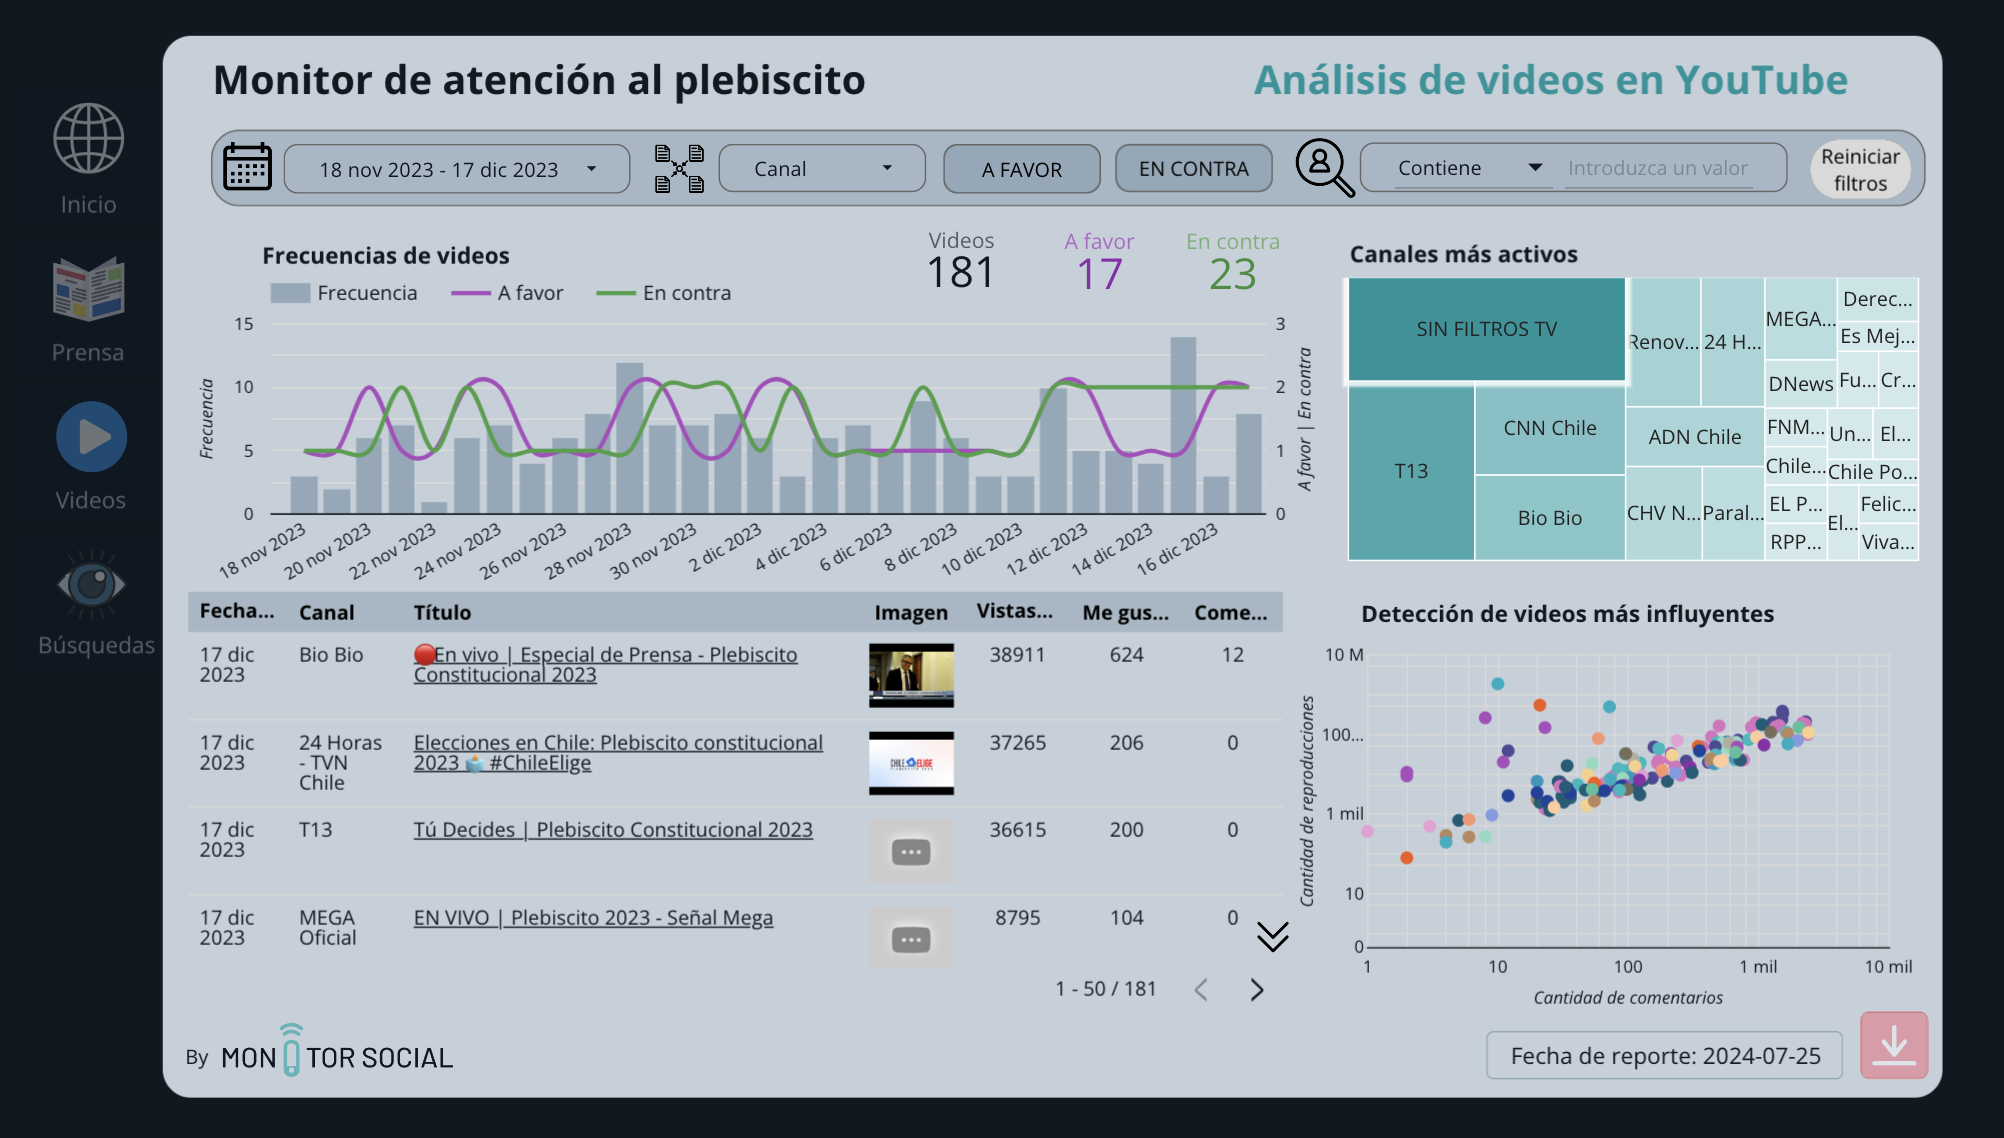 Monitor de atención al plebiscito
Análisis de videos en YouTube
Inicio
Prensa
Videos
Búsquedas
18 nov 2023 - 17 dic 2023
Canal
A FAVOR
EN CONTRA
Contiene
Introduzca un valor
Reiniciar
filtros
Frecuencias de videos
Videos
181
A favor
17
En contra
23
Frecuencia
A favor
En contra
15
10
5
0
Frecuencia
3
2
1
0
A favor | En contra
18 nov 2023
20 nov 2023
22 nov 2023
24 nov 2023
26 nov 2023
28 nov 2023
30 nov 2023
2 dic 2023
4 dic 2023
6 dic 2023
8 dic 2023
10 dic 2023
12 dic 2023
14 dic 2023
16 dic 2023
Canales más activos
SIN FILTROS TV
T13
CNN Chile
Bio Bio
Renov...
24 H...
ADN Chile
CHV N...
Paral...
MEGA...
DNews
FNM...
Chile...
EL P...
RPP...
Derec...
Es Mej...
Fu...
Cr...
Un...
El...
Chile Po...
El...
Felic...
Viva...
Fecha... Canal Título Imagen Vistas... Me gus... Come...
17 dic
2023
Bio Bio
🔴En vivo | Especial de Prensa - Plebiscito
Constitucional 2023
38911 624 12
17 dic
2023
24 Horas
- TVN
Chile
Elecciones en Chile: Plebiscito constitucional
2023 🗳️ #ChileElige
CHILE ELIGE
37265 206 0
17 dic
2023
T13
Tú Decides | Plebiscito Constitucional 2023
36615 200 0
17 dic
2023
MEGA
Oficial
EN VIVO | Plebiscito 2023 - Señal Mega
8795 104 0
1 - 50 / 181
Detección de videos más influyentes
Cantidad de reproducciones
10 M
100...
1 mil
10
0
1
10
100
1 mil
10 mil
Cantidad de comentarios
By MONITOR SOCIAL
Fecha de reporte: 2024-07-25